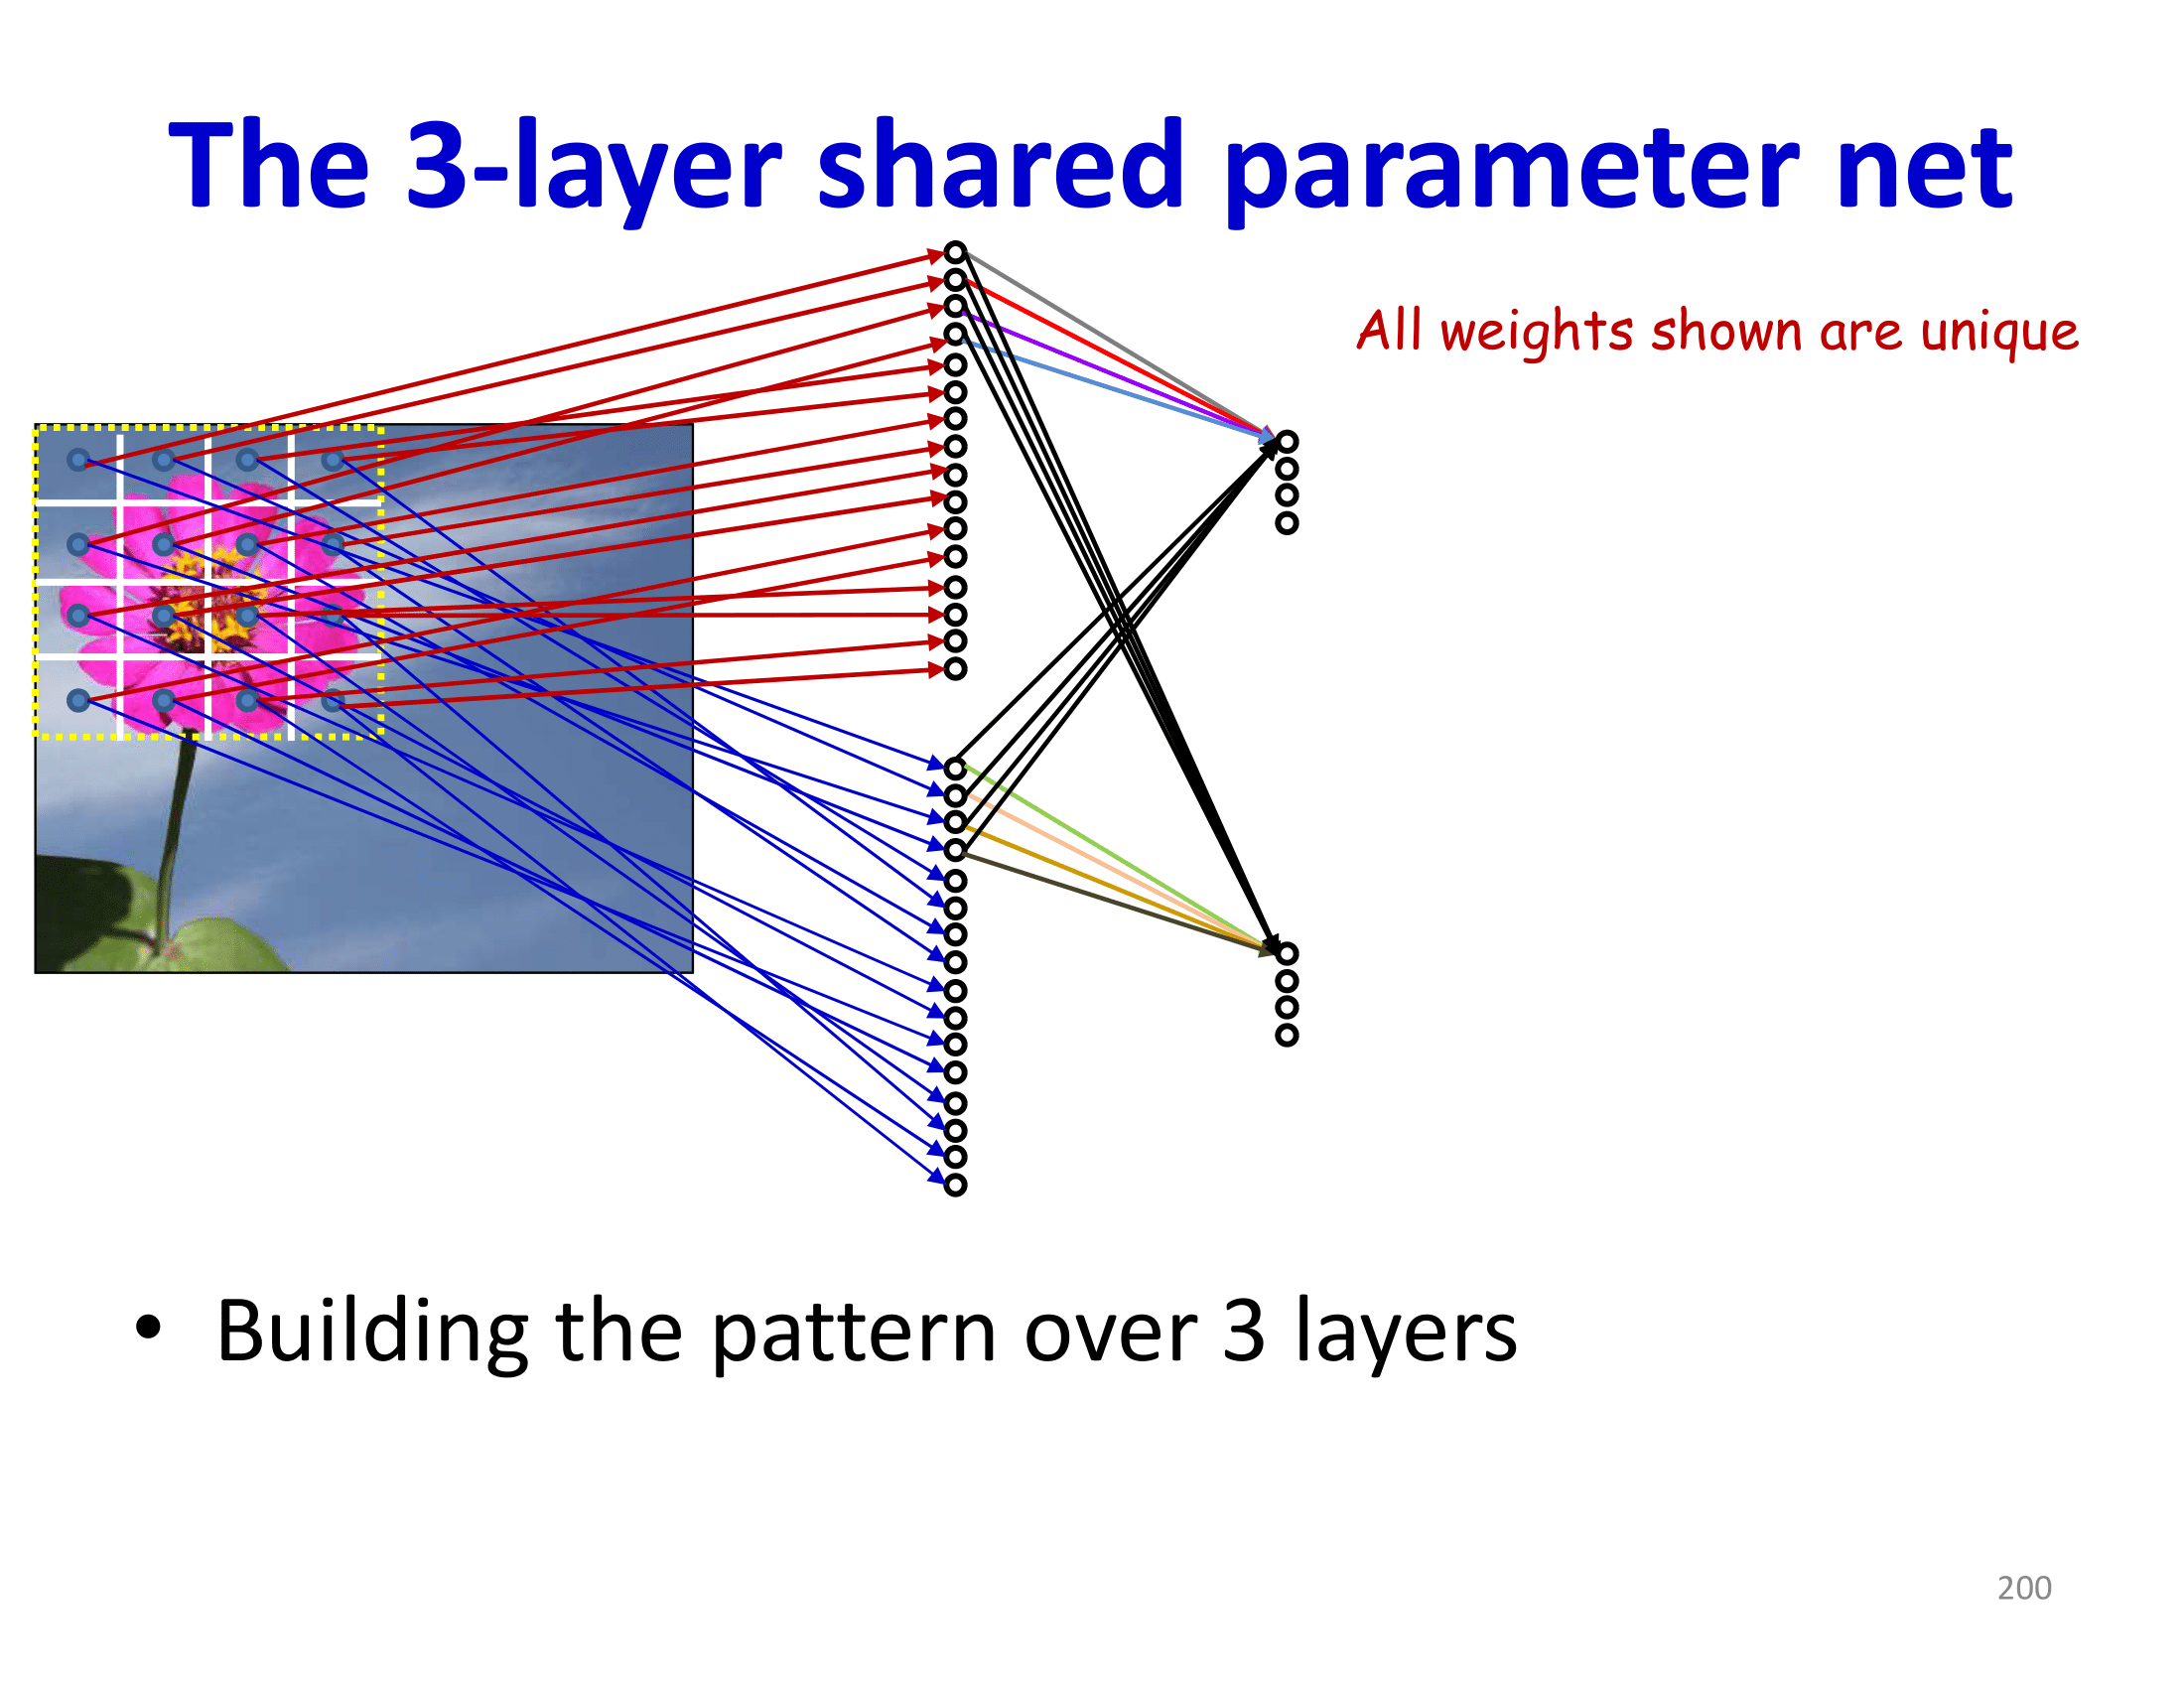 The 3-layer shared parameter net
All weights shown are unique
• Building the pattern over 3 layers
200